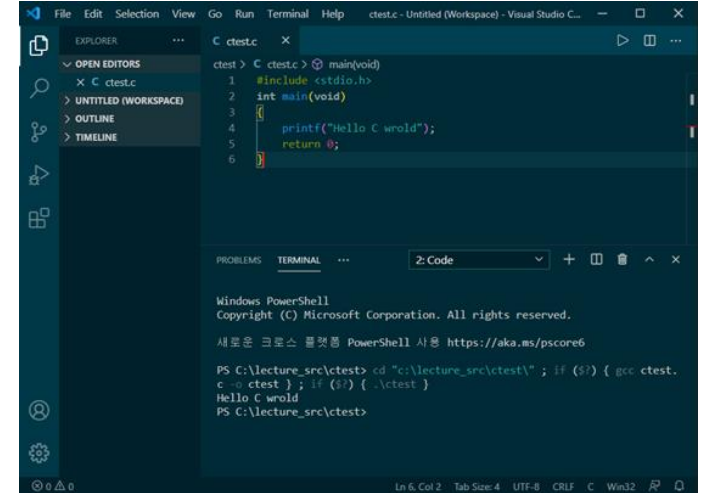 File Edit Selection View Go Run Terminal Help ctest.c - Untitled (Workspace) - Visual Studio C...
EXPLORER
OPEN EDITORS
C ctest.c
UNTITLED (WORKSPACE)
OUTLINE
TIMELINE
C ctest.c
ctest > C ctest.c > main(void)
1 #include <stdio.h>
2 int main(void)
3 {
4 printf("Hello C wrold");
5 return 0;
6 }
PROBLEMS TERMINAL ... 2: Code
Windows PowerShell
Copyright (C) Microsoft Corporation. All rights reserved.
새로운 크로스 플랫폼 PowerShell 사용 https://aka.ms/pscore6
PS C:\lecture_src\ctest> cd "c:\lecture_src\ctest\" ; if ($?) { gcc ctest.
c -o ctest } ; if ($?) { .\ctest }
Hello C wrold
PS C:\lecture_src\ctest>
0 0 Ln 6, Col 2 Tab Size: 4 UTF-8 CRLF C Win32